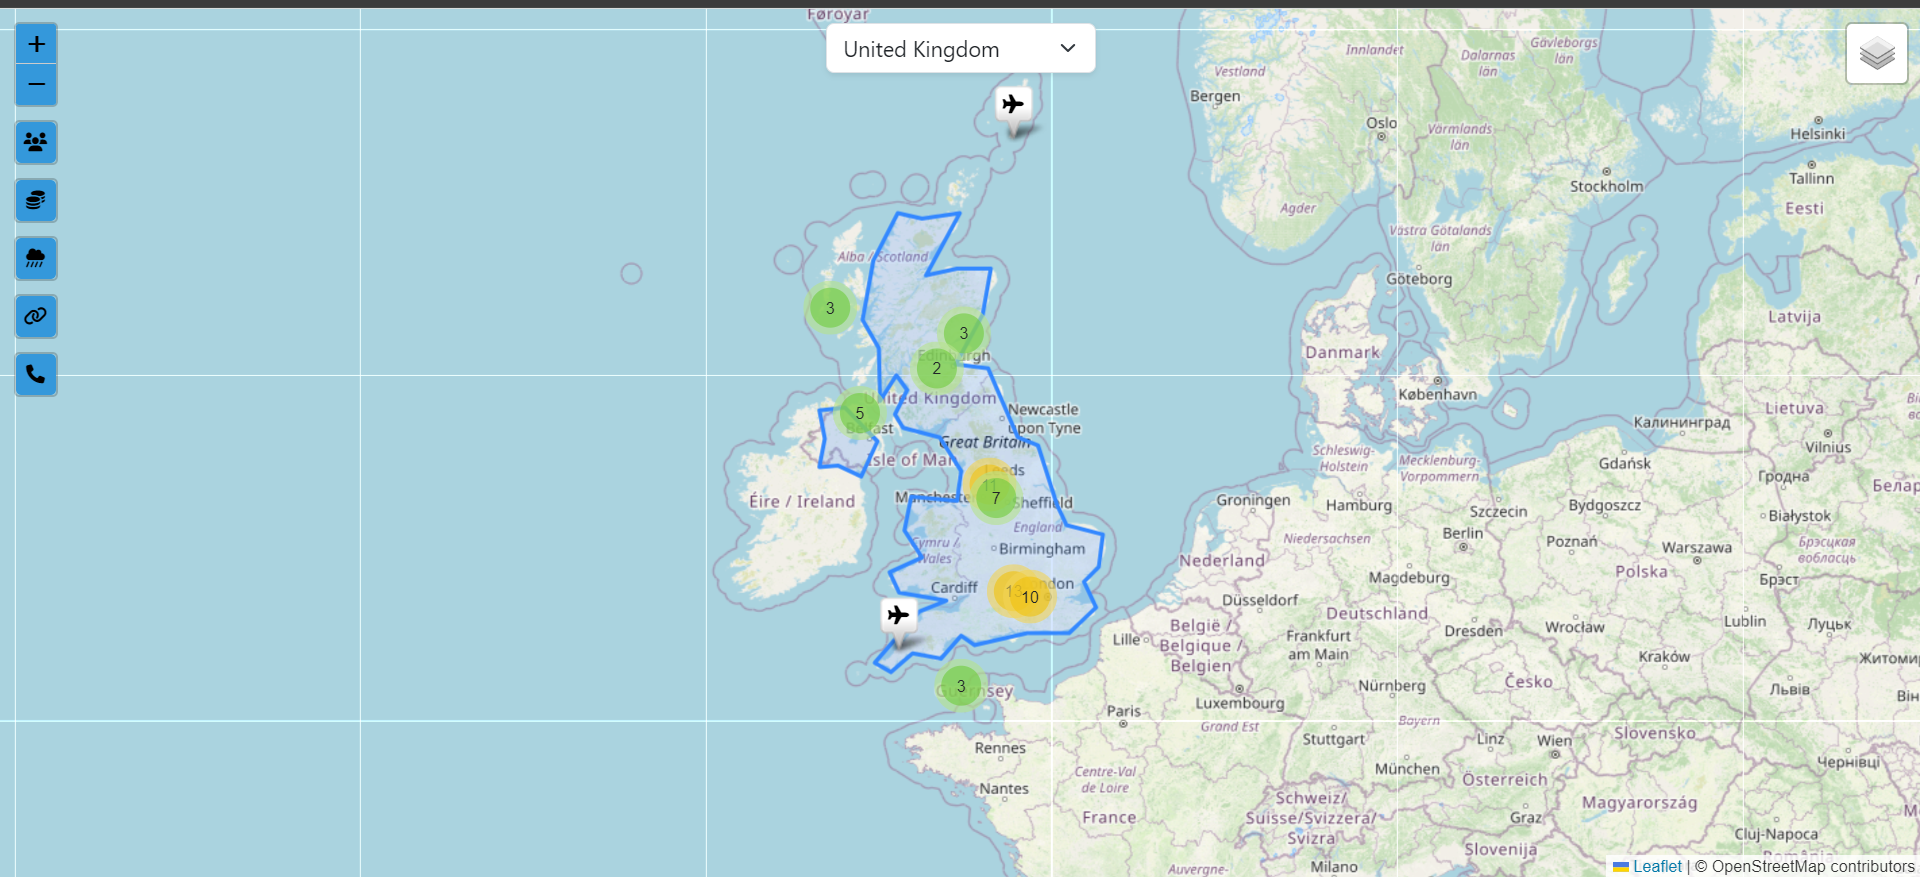 Føroyar
+
−
United Kingdom
Innlandet
Dalarnas
län
Gävleborgs
län
Vestland
Bergen
Oslo
Värmlands
län
Helsinki
Stockholm
Tallinn
Eesti
Agder
Västra Götalands
län
Göteborg
Alba / Scotland
3
3
Edinburgh
2
Latvija
Danmark
København
United Kingdom
5
Belfast
Newcastle
upon Tyne
Great Britain
Lietuva
Калининград
Vilnius
Isle of Man
Leeds
11
7
Manchester
Sheffield
Schleswig-
Holstein
Mecklenburg-
Vorpommern
Gdańsk
Гродна
Белар
Éire / Ireland
England
Groningen
Hamburg
Szczecin
Bydgoszcz
Białystok
Cymru /
Wales
Birmingham
Niedersachsen
Berlin
Poznań
Warszawa
Брэсцкая
вобласць
Nederland
Magdeburg
Polska
Брэст
Cardiff
13
10
London
Düsseldorf
Deutschland
België /
Belgique /
Belgien
Lille
Frankfurt
am Main
Dresden
Wrocław
Lublin
Луцьк
Kraków
Житоми
3
Guernsey
Nürnberg
Česko
Львів
Він
Paris
Luxembourg
Grand Est
Bayern
Rennes
Stuttgart
Linz
Wien
Slovensko
Чернівці
Nantes
Centre-Val
de Loire
München
Österreich
France
Schweiz/
Suisse/Svizzera/
Svizra
Graz
Magyarország
Cluj-Napoca
Slovenija
Milano
Auvergne-
Leaflet | © OpenStreetMap contributors